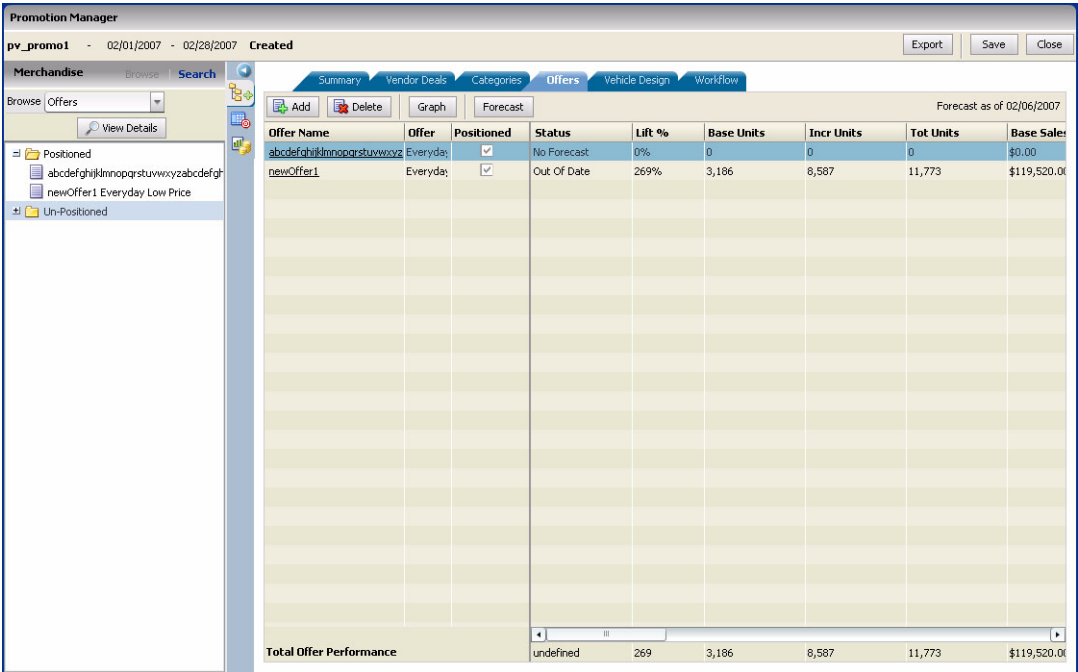 Promotion Manager
pv_promo1 - 02/01/2007 - 02/28/2007 Created Export Save Close
Merchandise Browse Search
Summary Vendor Deals Categories Offers Vehicle Design Workflow
Browse Offers
View Details
Add Delete Graph Forecast Forecast as of 02/06/2007
Offer Name Offer Positioned Status Lift % Base Units Incr Units Tot Units Base Sales
Positioned
abcdefghijklmnopqrstuvwxyzabcdefgh
newOffer1 Everyday Low Price
Un-Positioned
abcdefghijklmnopqrstuvwxyz Everyday No Forecast 0% 0 0 0 $0.00
newOffer1 Everyday Out Of Date 269% 3,186 8,587 11,773 $119,520.00
Total Offer Performance undefined 269 3,186 8,587 11,773 $119,520.00